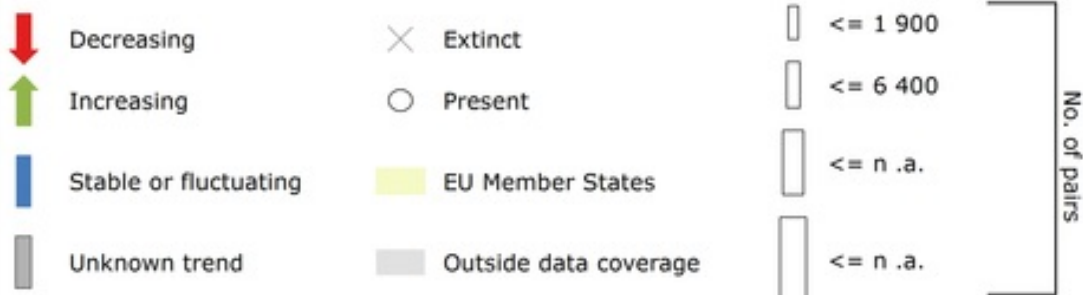 Decreasing
Increasing
Stable or fluctuating
Unknown trend
Extinct
Present
EU Member States
Outside data coverage
<= 1 900
<= 6 400
<= n .a.
<= n .a.
No. of pairs